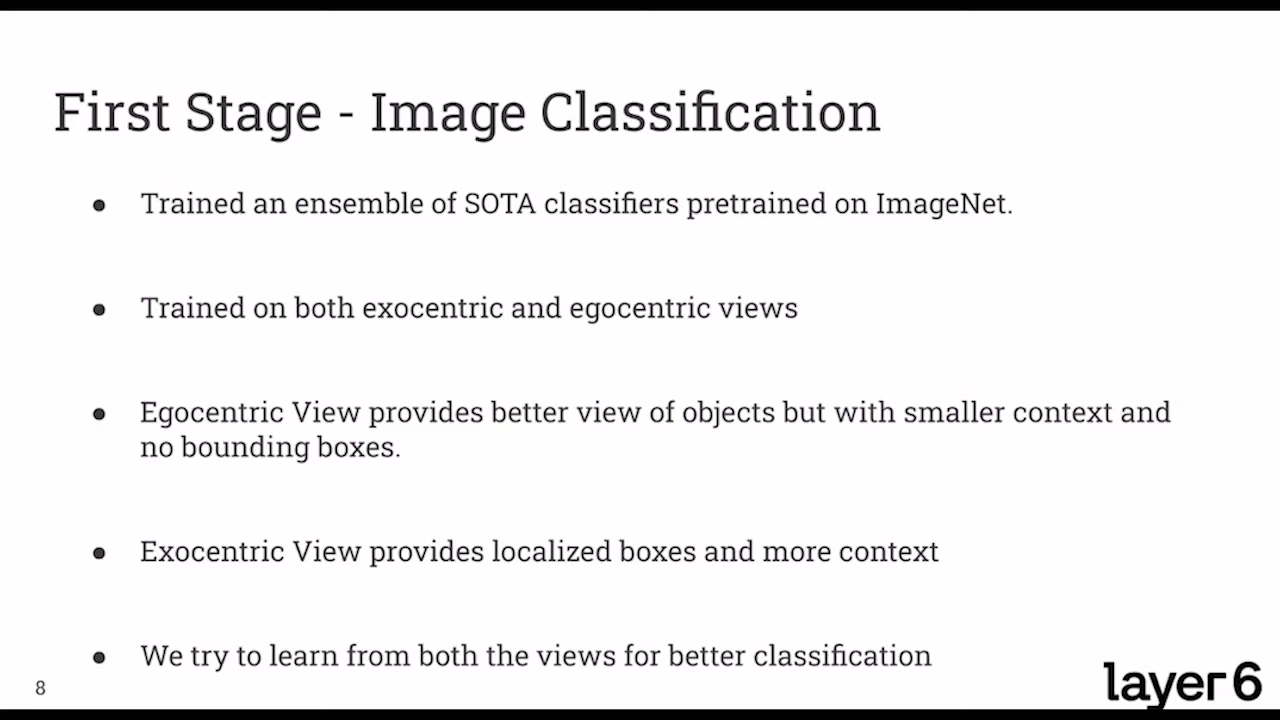 First Stage - Image Classification
● Trained an ensemble of SOTA classifiers pretrained on ImageNet.
● Trained on both exocentric and egocentric views
● Egocentric View provides better view of objects but with smaller context and
no bounding boxes.
● Exocentric View provides localized boxes and more context
● We try to learn from both the views for better classification
8
layer 6